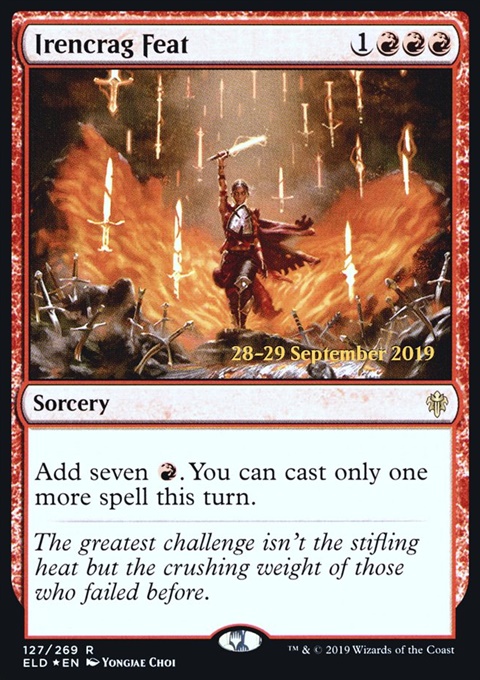 Irencrag Feat 1
28–29 September 2019
Sorcery
Add seven . You can cast only one
more spell this turn.
The greatest challenge isn't the stifling
heat but the crushing weight of those
who failed before.
127/269 R
ELD ★ EN Yongjae Choi
™ & © 2019 Wizards of the Coast